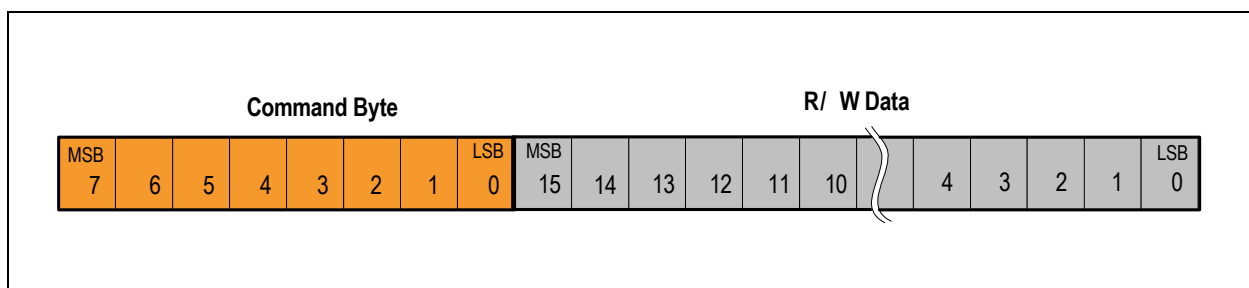 Command Byte R/ W Data
MSB LSB MSB LSB
7 6 5 4 3 2 1 0 15 14 13 12 11 10 4 3 2 1 0